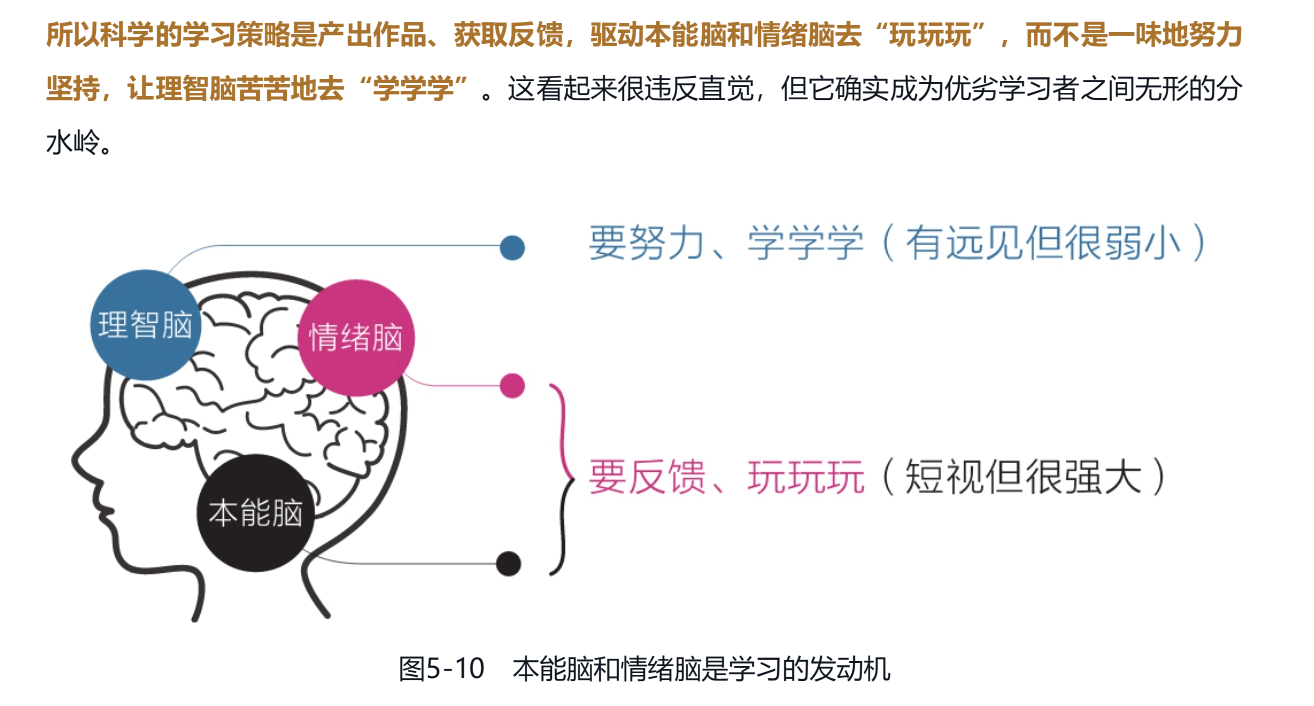 所以科学的学习策略是产出作品、获取反馈，驱动本能脑和情绪脑去“玩玩玩”，而不是一味地努力
坚持，让理智脑苦苦地去“学学学”。这看起来很违反直觉，但它确实成为优劣学习者之间无形的分
水岭。
要努力、学学学（有远见但很弱小）
理智脑
情绪脑
要反馈、玩玩玩（短视但很强大）
本能脑
图5-10 本能脑和情绪脑是学习的发动机